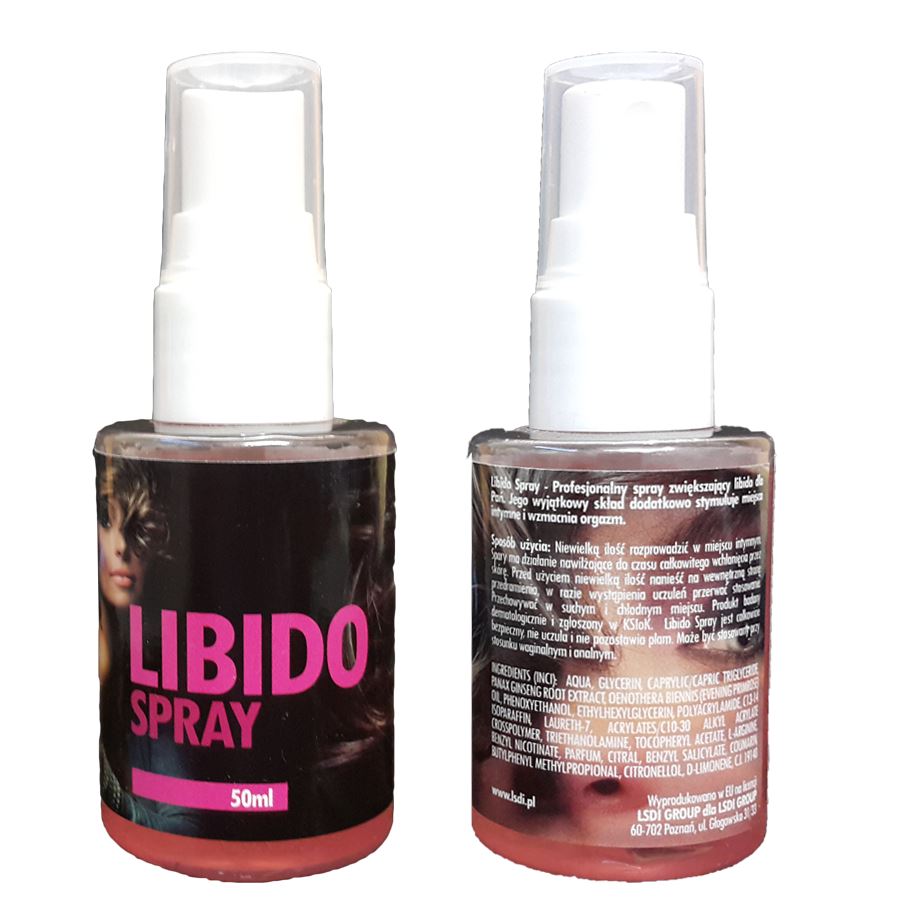 LIBIDO
SPRAY
50ml
Libido Spray - Profesjonalny spray zwiększający libido dla
Pań. Jego wyjątkowy skład dodatkowo stymuluje miejsca
intymne i wzmacnia orgazm.
Sposób użycia: Niewielką ilość rozprowadzić w miejscu intymnym.
Spary ma działanie nawilżające do czasu całkowitego wchłonięcia przez
skórę. Przed użyciem niewielką ilość nanieść na wewnętrzną stronę
przedramienia, w razie wystąpienia uczuleń przerwać stosowanie.
Przechowywać w suchym i chłodnym miejscu. Produkt badany
dermatologicznie i zgłoszony w KSIoK. Libido Spray jest całkowicie
bezpieczny, nie uczula i nie pozostawia plam. Może być stosowany przy
stosunku waginalnym i analnym.
INGREDIENTS (INCI): AQUA, GLYCERIN, CAPRYLIC/CAPRIC TRIGLYCERIDE,
PANAX GINSENG ROOT EXTRACT, OENOTHERA BIENNIS (EVENING PRIMROSE)
OIL, PHENOXYETHANOL, ETHYLHEXYLGLYCERIN, POLYACRYLAMIDE, C13-14
ISOPARAFFIN, LAURETH-7, ACRYLATES/C10-30 ALKYL ACRYLATE
CROSSPOLYMER, TRIETHANOLAMINE, TOCOPHERYL ACETATE, L-ARGININE,
BENZYL NICOTINATE, PARFUM, CITRAL, BENZYL SALICYLATE, COUMARIN,
BUTYLPHENYL METHYLPROPIONAL, CITRONELLOL, D-LIMONENE, C.I. 19140
www.lsdi.pl
Wyprodukowano w EU na licencji
LSDI GROUP dla LSDI GROUP
60-702 Poznań, ul. Głogowska 31/33